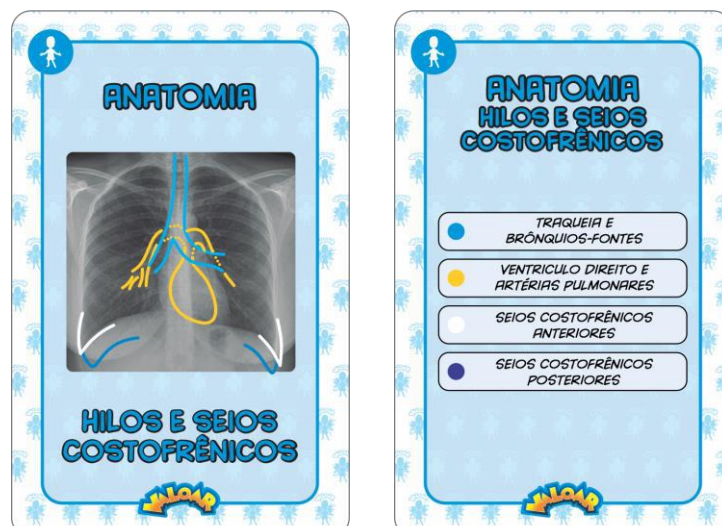 ANATOMIA
HILOS E SEIOS
COSTOFRÊNICOS
VALOAR
ANATOMIA
HILOS E SEIOS
COSTOFRÊNICOS
TRAQUEIA E
BRÔNQUIOS-FONTES
VENTRICULO DIREITO E
ARTÉRIAS PULMONARES
SEIOS COSTOFRÊNICOS
ANTERIORES
SEIOS COSTOFRÊNICOS
POSTERIORES
VALOAR